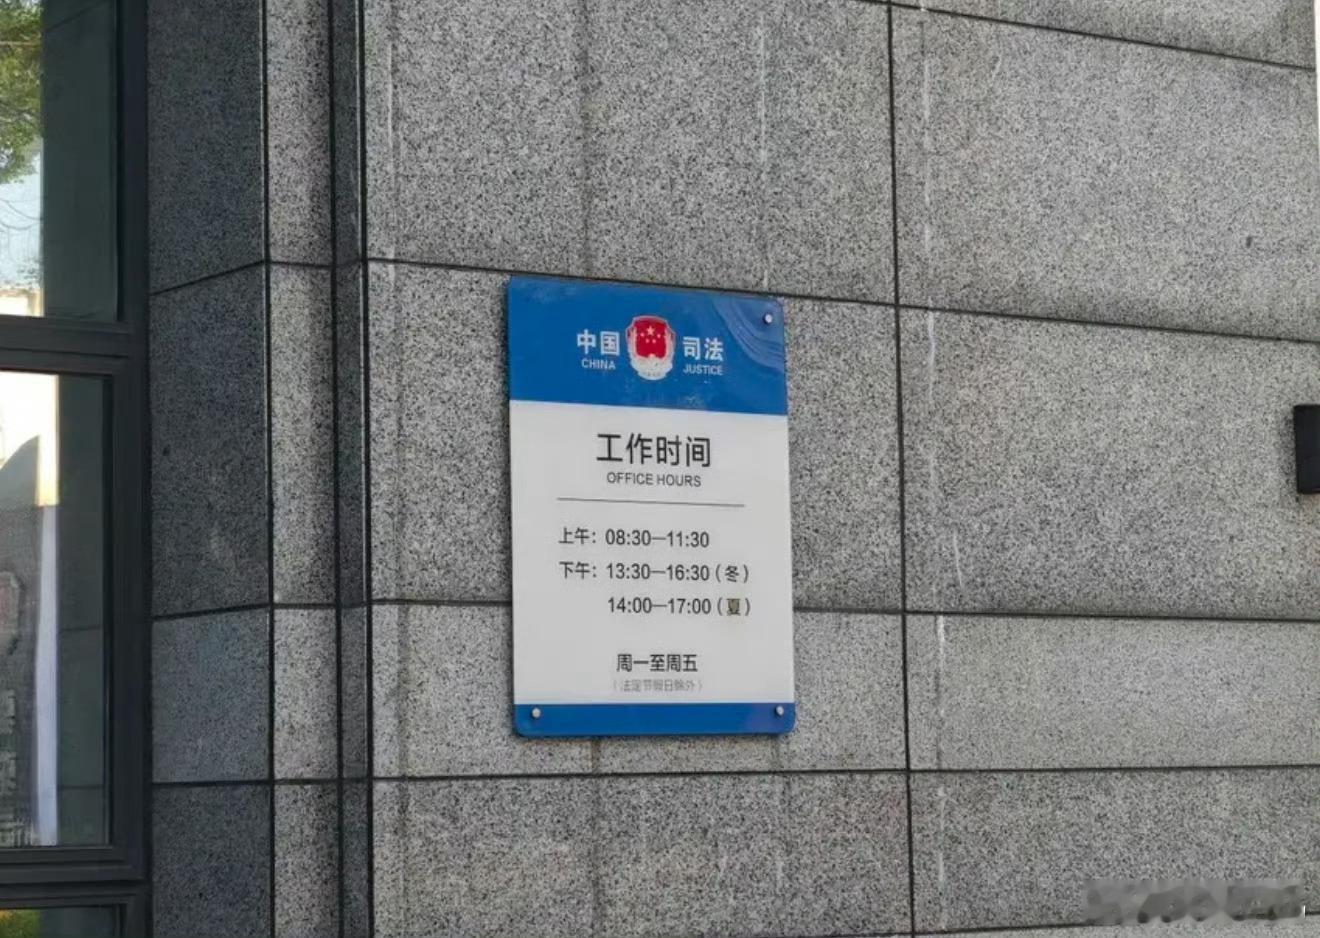 中国 司法
CHINA JUSTICE
工作时间
OFFICE HOURS
上午：08:30—11:30
下午：13:30—16:30（冬）
14:00—17:00（夏）
周一至周五
（法定节假日除外）